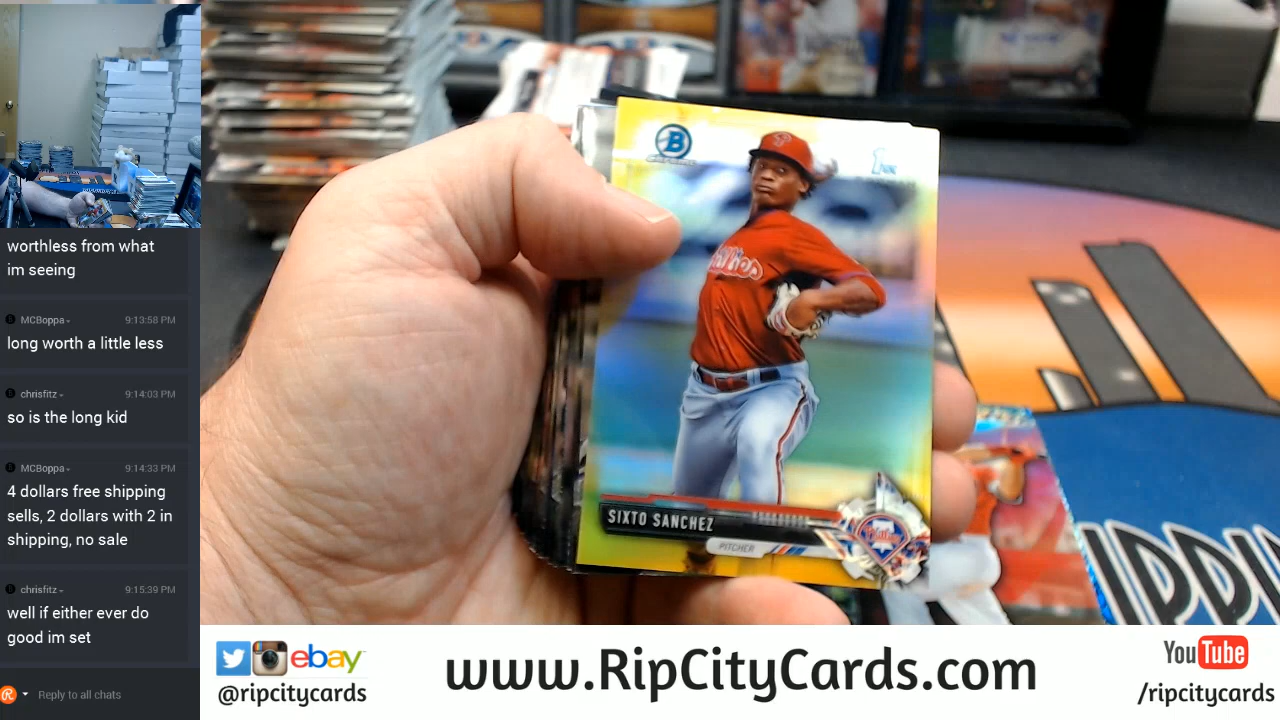 worthless from what
im seeing
MCBoppa
9:13:58 PM
long worth a little less
chrisfitz
9:14:03 PM
so is the long kid
MCBoppa
9:14:33 PM
4 dollars free shipping
sells, 2 dollars with 2 in
shipping, no sale
chrisfitz
9:15:39 PM
well if either ever do
good im set
Reply to all chats
B
Phillies
SIXTO SANCHEZ
PITCHER
Phillies
IPPI
ebay
@ripcitycards
www.RipCityCards.com
YouTube
/ripcitycards